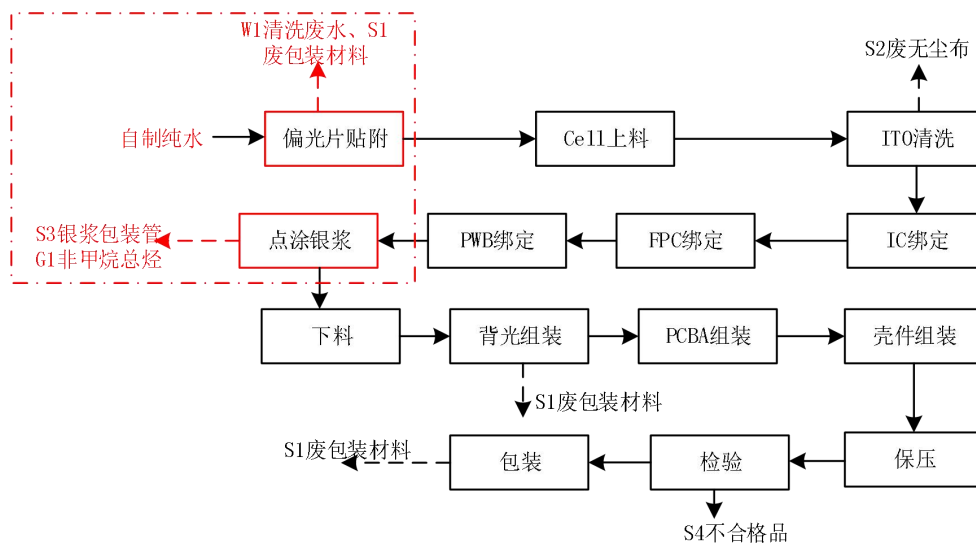 W1清洗废水、S1
废包装材料
S2废无尘布
自制纯水
偏光片贴附
Cell上料
ITO清洗
S3银浆包装管
G1非甲烷总烃
点涂银浆
PWB绑定
FPC绑定
IC绑定
下料
背光组装
PCBA组装
壳件组装
S1废包装材料
S1废包装材料
包装
检验
保压
S4不合格品